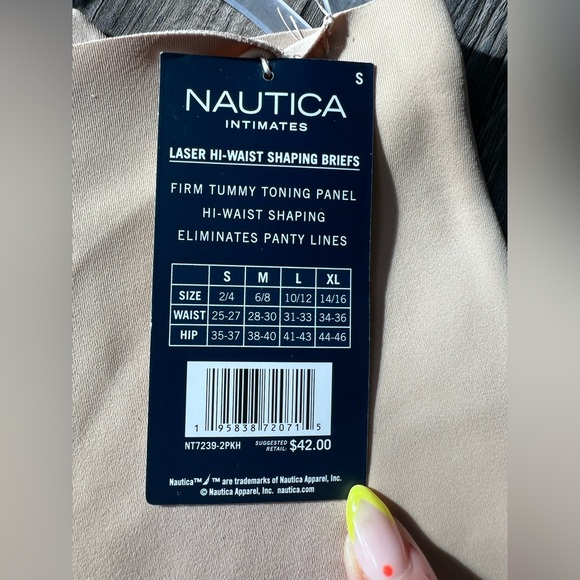 S
NAUTICA
INTIMATES
LASER HI-WAIST SHAPING BRIEFS
FIRM TUMMY TONING PANEL
HI-WAIST SHAPING
ELIMINATES PANTY LINES
S M L XL
SIZE 2/4 6/8 10/12 14/16
WAIST 25-27 28-30 31-33 34-36
HIP 35-37 38-40 41-43 44-46
1 95838 72071 5
NT7239-2PKH SUGGESTED RETAIL: $42.00
Nautica™ ™ are trademarks of Nautica Apparel, Inc.
© Nautica Apparel, Inc. nautica.com